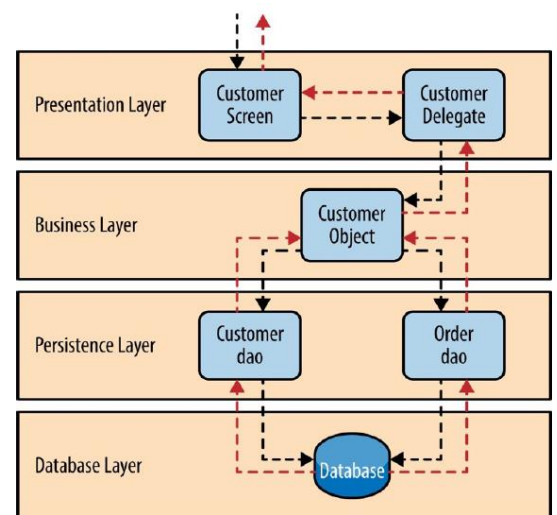 Presentation Layer
Customer
Screen
Customer
Delegate
Business Layer
Customer
Object
Persistence Layer
Customer
dao
Order
dao
Database Layer
Database